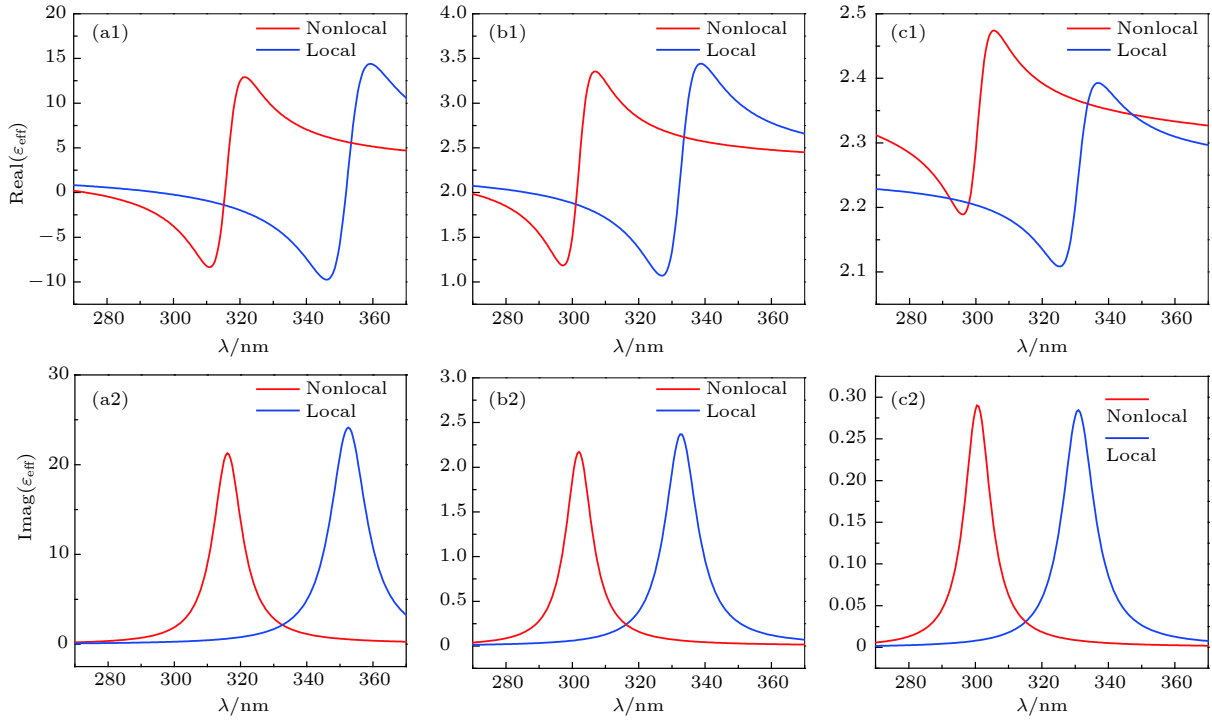 (a1)
Nonlocal
Local
20
15
10
5
0
−5
−10
Real(εeff)
280 300 320 340 360
λ/nm
(b1)
Nonlocal
Local
4.0
3.5
3.0
2.5
2.0
1.5
1.0
280 300 320 340 360
λ/nm
(c1)
Nonlocal
Local
2.5
2.4
2.3
2.2
2.1
280 300 320 340 360
λ/nm
(a2)
Nonlocal
Local
30
20
10
0
Imag(εeff)
280 300 320 340 360
λ/nm
(b2)
Nonlocal
Local
3.0
2.5
2.0
1.5
1.0
0.5
0
280 300 320 340 360
λ/nm
(c2)
Nonlocal
Local
0.30
0.25
0.20
0.15
0.10
0.05
0
280 300 320 340 360
λ/nm